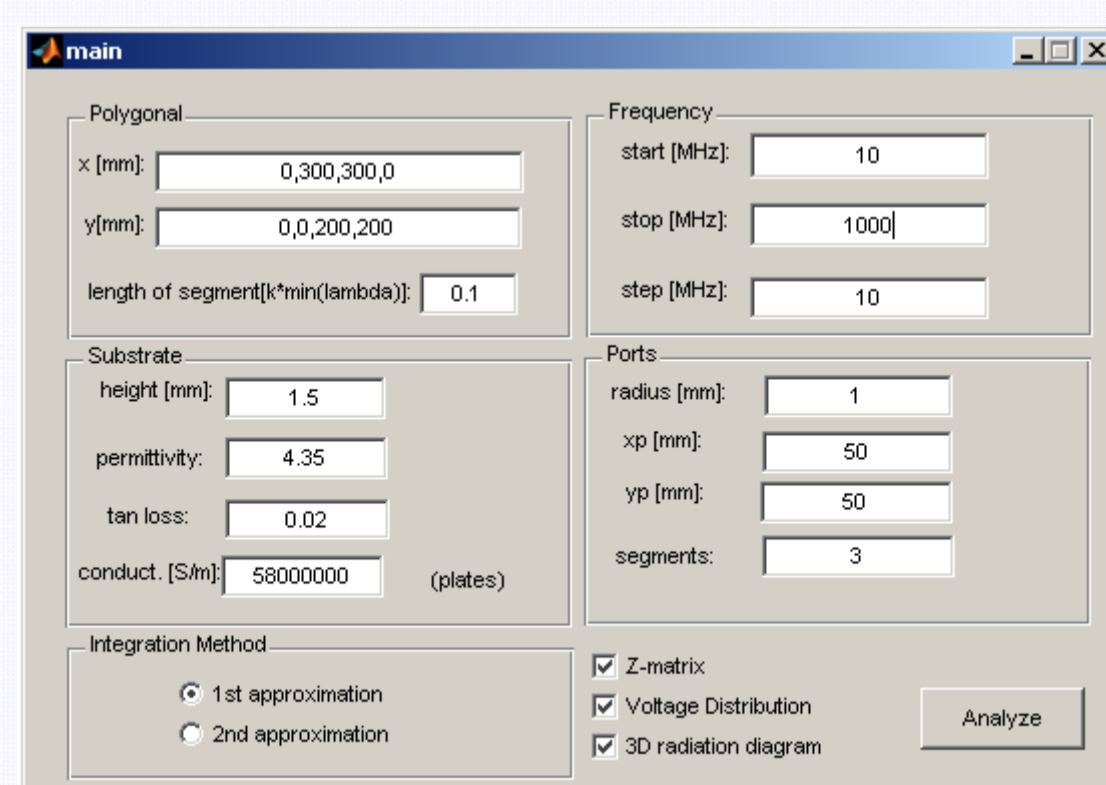 main
Polygonal
x [mm]: 0,300,300,0
y[mm]: 0,0,200,200
length of segment[k*min(lambda)]: 0.1
Frequency
start [MHz]: 10
stop [MHz]: 1000
step [MHz]: 10
Substrate
height [mm]: 1.5
permittivity: 4.35
tan loss: 0.02
conduct. [S/m]: 58000000 (plates)
Ports
radius [mm]: 1
xp [mm]: 50
yp [mm]: 50
segments: 3
Integration Method
1st approximation
2nd approximation
Z-matrix
Voltage Distribution
3D radiation diagram
Analyze